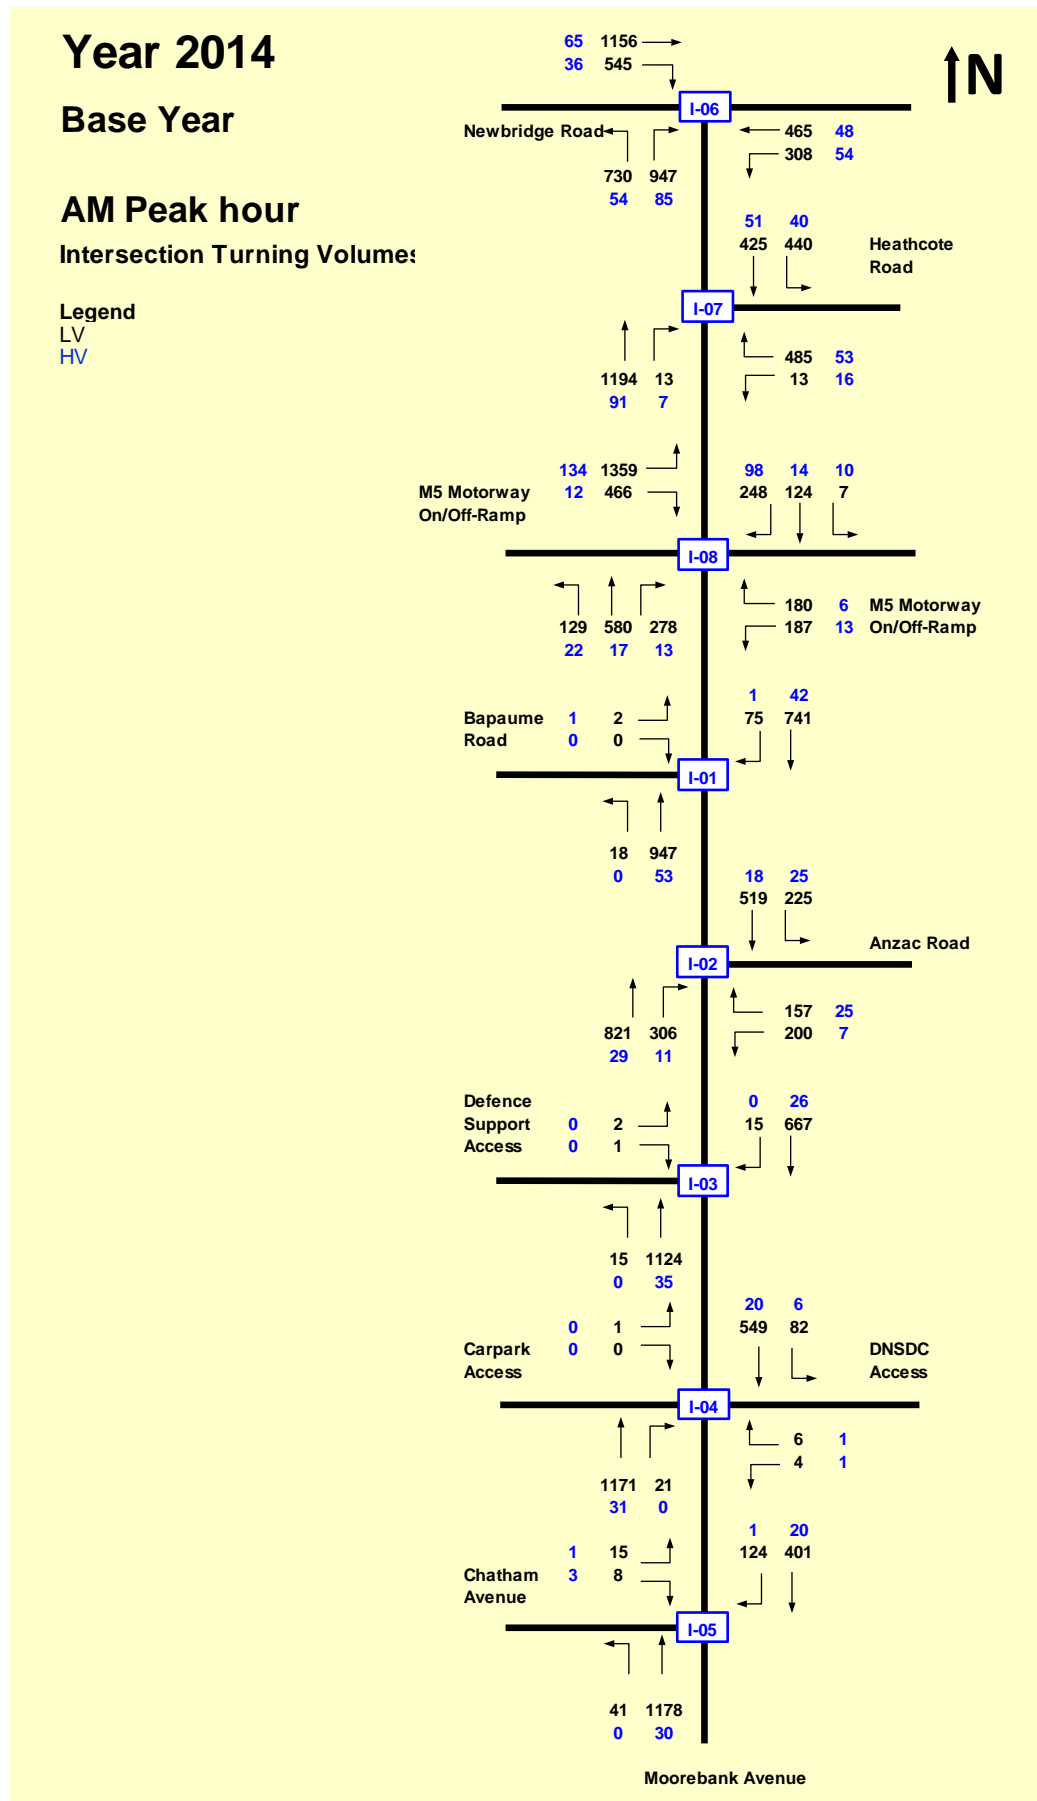 Year 2014
Base Year
AM Peak hour
Intersection Turning Volumes
Legend
LV
HV
N
65 1156
36 545
I-06
Newbridge Road
465 48
308 54
730 947
54 85
51 40
425 440
Heathcote
Road
I-07
485 53
13 16
1194 13
91 7
134 1359
12 466
M5 Motorway
On/Off-Ramp
98 14 10
248 124 7
I-08
180 6
187 13
M5 Motorway
On/Off-Ramp
129 580 278
22 17 13
1 42
75 741
Bapaume
Road
1 2
0 0
I-01
18 947
0 53
18 25
519 225
Anzac Road
I-02
157 25
200 7
821 306
29 11
Defence
Support
Access
0 2
0 1
0 26
15 667
I-03
15 1124
0 35
20 6
549 82
0 1
0 0
Carpark
Access
DNSDC
Access
I-04
6 1
4 1
1171 21
31 0
1 20
124 401
1 15
3 8
Chatham
Avenue
I-05
41 1178
0 30
Moorebank Avenue